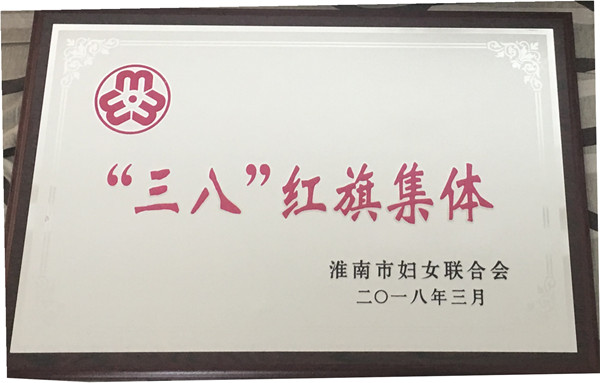 “三八”红旗集体
淮南市妇女联合会
二〇一八年三月